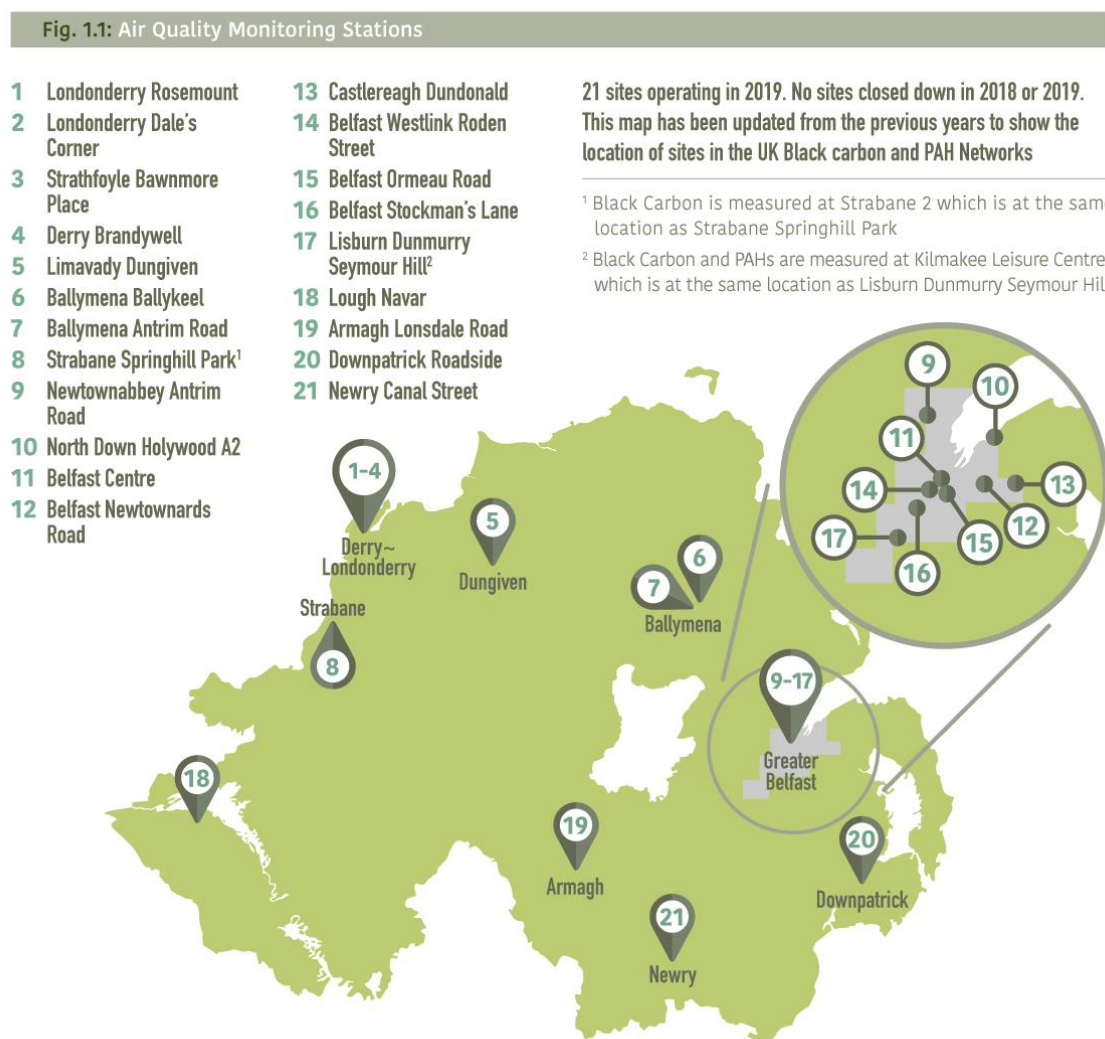 Fig. 1.1: Air Quality Monitoring Stations
1 Londonderry Rosemount
2 Londonderry Dale's
Corner
3 Strathfoyle Bawnmore
Place
4 Derry Brandywell
5 Limavady Dungiven
6 Ballymena Ballykeel
7 Ballymena Antrim Road
8 Strabane Springhill Park¹
9 Newtownabbey Antrim
Road
10 North Down Holywood A2
11 Belfast Centre
12 Belfast Newtownards
Road
13 Castlereagh Dundonald
14 Belfast Westlink Roden
Street
15 Belfast Ormeau Road
16 Belfast Stockman's Lane
17 Lisburn Dunmurry
Seymour Hill²
18 Lough Navar
19 Armagh Lonsdale Road
20 Downpatrick Roadside
21 Newry Canal Street
21 sites operating in 2019. No sites closed down in 2018 or 2019.
This map has been updated from the previous years to show the
location of sites in the UK Black carbon and PAH Networks
¹ Black Carbon is measured at Strabane 2 which is at the same
location as Strabane Springhill Park
² Black Carbon and PAHs are measured at Kilmakee Leisure Centre
which is at the same location as Lisburn Dunmurry Seymour Hil
9
10
11
14
13
17
12
15
16
1-4
Derry~
Londonderry
5
Dungiven
6
7
Ballymena
Strabane
8
9-17
Greater
Belfast
18
19
Armagh
20
Downpatrick
21
Newry